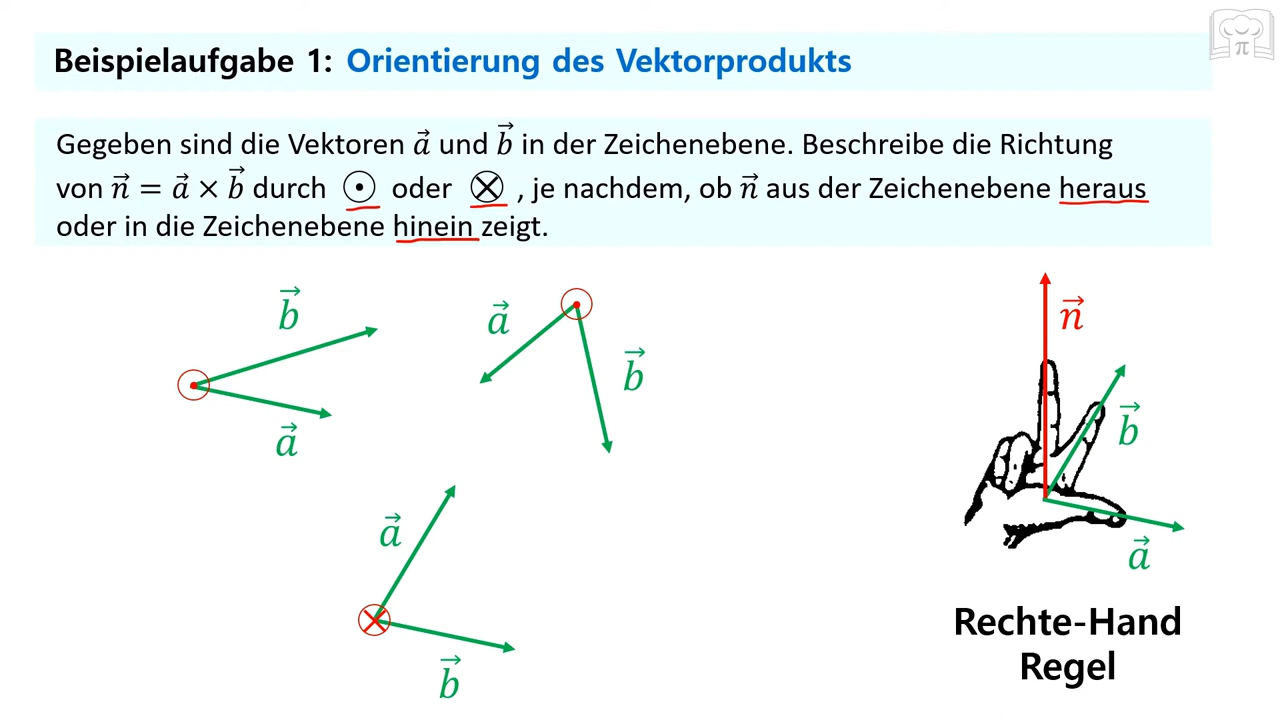 Beispielaufgabe 1: Orientierung des Vektorprodukts
Gegeben sind die Vektoren a⃗ und b⃗ in der Zeichenebene. Beschreibe die Richtung
von n⃗ = a⃗ × b⃗ durch ⊙ oder ⊗ , je nachdem, ob n⃗ aus der Zeichenebene heraus
oder in die Zeichenebene hinein zeigt.
b⃗
a⃗
a⃗
b⃗
a⃗
b⃗
n⃗
b⃗
a⃗
Rechte-Hand
Regel
π